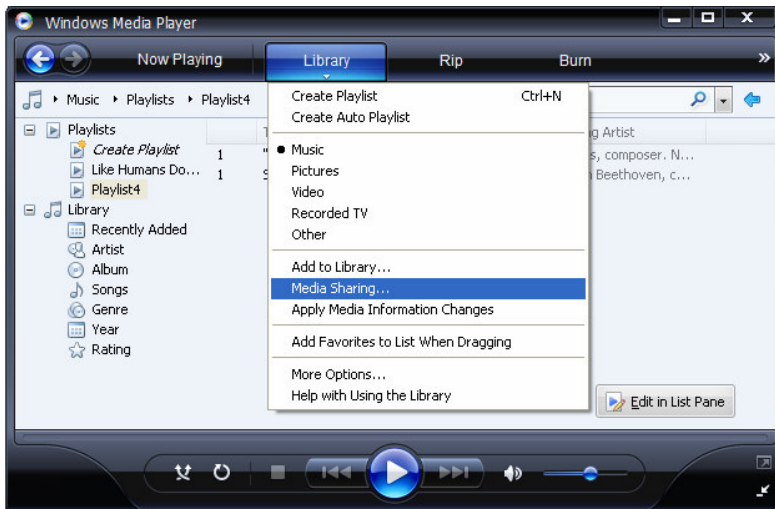 Windows Media Player
Now Playing Library Rip Burn »
Music ▸ Playlists ▸ Playlist4
Create Playlist Ctrl+N
Create Auto Playlist
Music
Pictures
Video
Recorded TV
Other
Add to Library...
Media Sharing...
Apply Media Information Changes
Add Favorites to List When Dragging
More Options...
Help with Using the Library
Playlists
Create Playlist
Like Humans Do...
Playlist4
Library
Recently Added
Artist
Album
Songs
Genre
Year
Rating
1
1
Artist
s, composer. N...
Beethoven, c...
Edit in List Pane